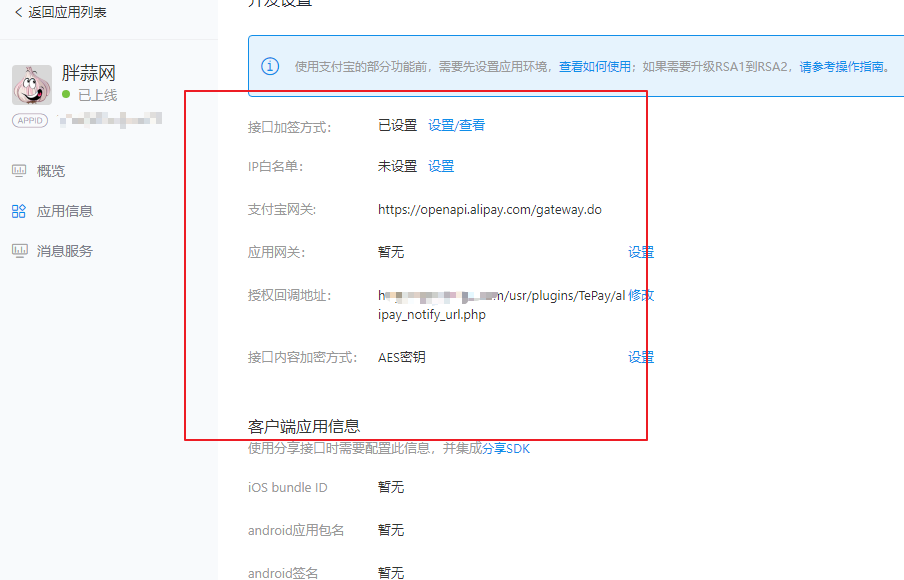 返回应用列表
开发设置
胖蒜网
已上线
APPID
概览
应用信息
消息服务
使用支付宝的部分功能前，需要先设置应用环境，查看如何使用；如果需要升级RSA1到RSA2，请参考操作指南。
接口加签方式： 已设置 设置/查看
IP白名单： 未设置 设置
支付宝网关: https://openapi.alipay.com/gateway.do
应用网关： 暂无 设置
授权回调地址： h m/usr/plugins/TePay/al 修改
ipay_notify_url.php
接口内容加密方式： AES密钥 设置
客户端应用信息
使用分享接口时需要配置此信息，并集成分享SDK
iOS bundle ID 暂无
android应用包名 暂无
android签名 暂无